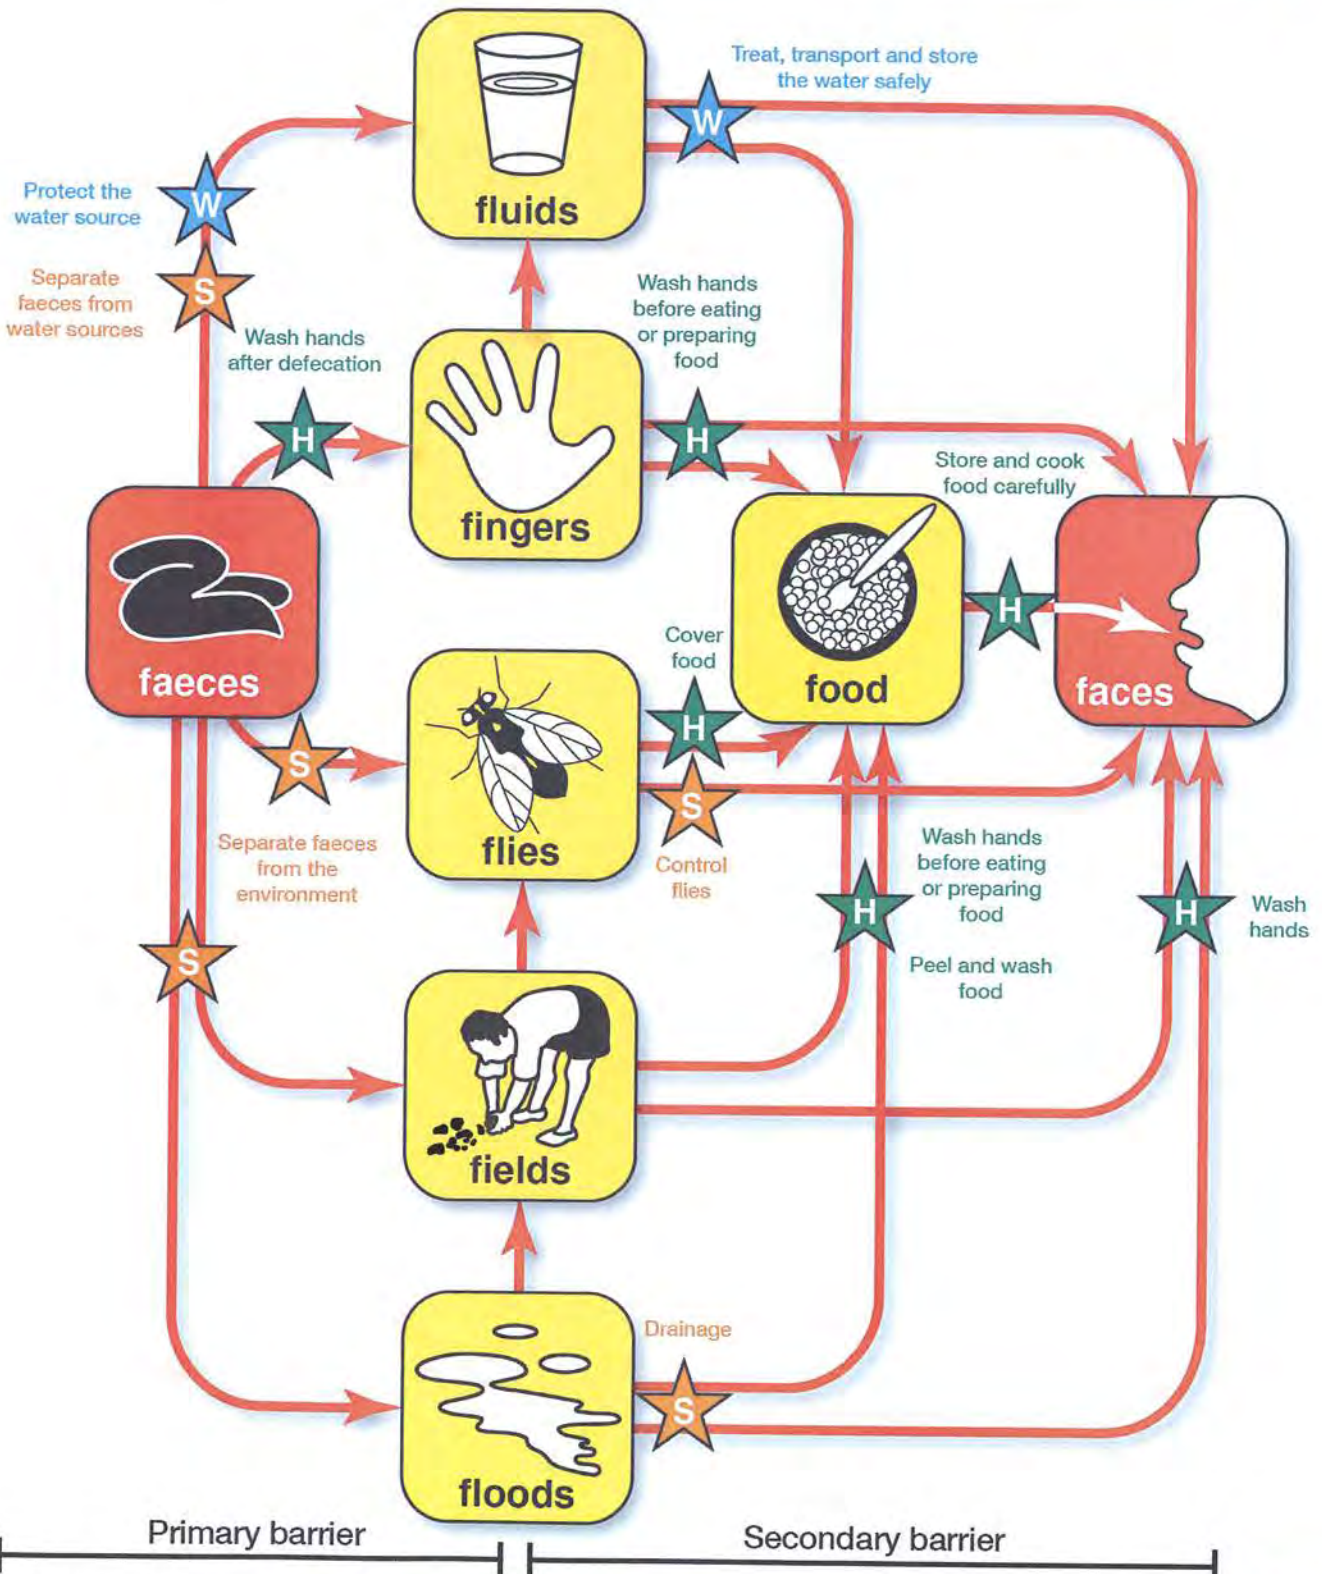 Treat, transport and store
the water safely
W
fluids
Protect the
water source
W
Separate
faeces from
water sources
S
Wash hands
after defecation
H
Wash hands
before eating
or preparing
food
H
fingers
Store and cook
food carefully
H
faeces
food
faces
Cover
food
H
S
flies
S
Control
flies
Separate faeces
from the
environment
S
Wash hands
before eating
or preparing
food
H
Peel and wash
food
H
Wash
hands
fields
Drainage
S
floods
Primary barrier
Secondary barrier